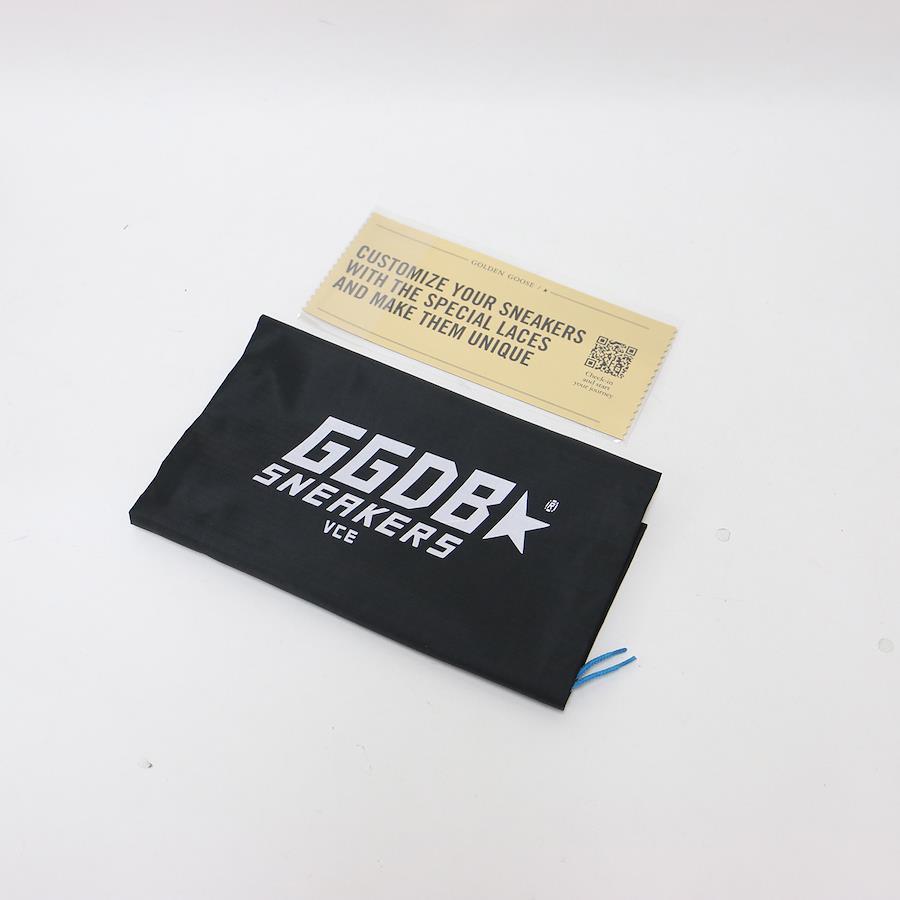 GOLDEN GOOSE / ★
CUSTOMIZE YOUR SNEAKERS
WITH THE SPECIAL LACES
AND MAKE THEM UNIQUE
Check-in
and start
your journey
GGDB★®
SNEAKERS
VCE